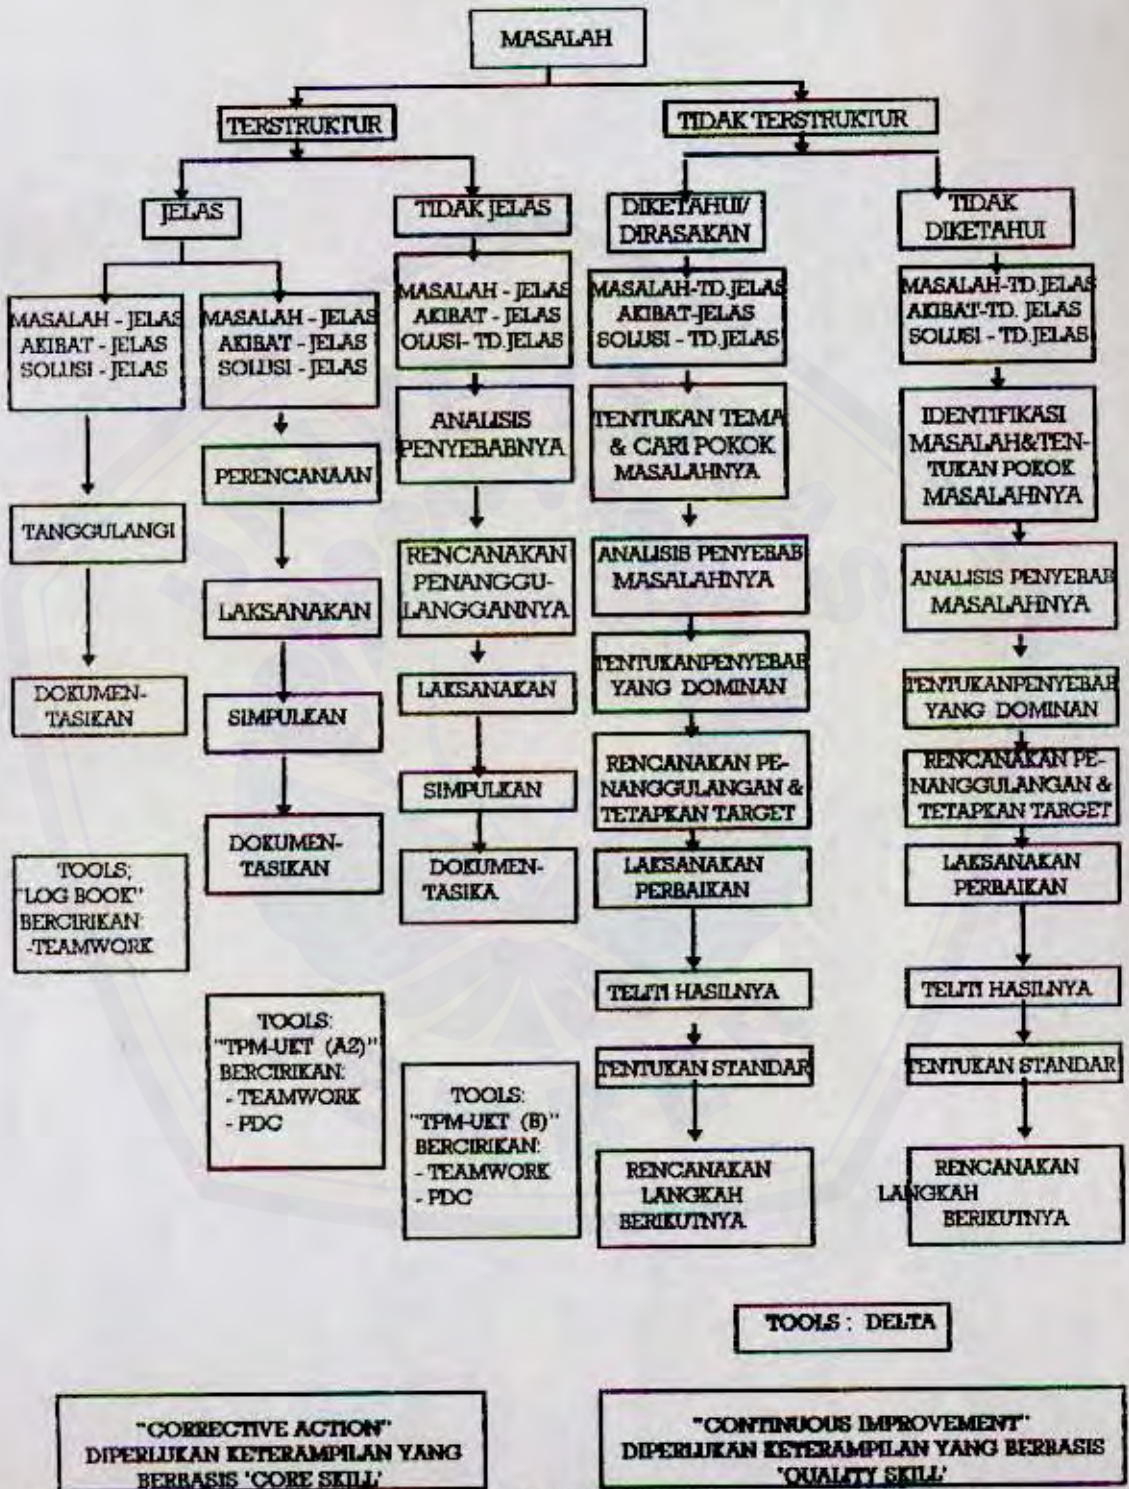 MASALAH
TERSTRUKTUR
TIDAK TERSTRUKTUR
JELAS
TIDAK JELAS
DIKETAHUI/
DIRASAKAN
TIDAK
DIKETAHUI
MASALAH - JELAS
AKIBAT - JELAS
SOLUSI - JELAS
MASALAH - JELAS
AKIBAT - JELAS
SOLUSI - JELAS
MASALAH - JELAS
AKIBAT - JELAS
OLUSI- TD.JELAS
MASALAH-TD.JELAS
AKIBAT-JELAS
SOLUSI - TD.JELAS
MASALAH-TD.JELAS
AKIBAT-TD. JELAS
SOLUSI - TD.JELAS
TANGGULANGI
DOKUMEN-
TASIKAN
TOOLS;
"LOG BOOK"
BERCIRIKAN:
-TEAMWORK
PERENCANAAN
LAKSANAKAN
SIMPULKAN
DOKUMEN-
TASIKAN
TOOLS:
"TPM-UKT (A2)"
BERCIRIKAN:
- TEAMWORK
- PDC
ANALISIS
PENYEBABNYA
RENCANAKAN
PENANGGU-
LANGGANNYA
LAKSANAKAN
SIMPULKAN
DOKUMEN-
TASIKA
TOOLS:
"TPM-UKT (B)"
BERCIRIKAN:
- TEAMWORK
- PDC
TENTUKAN TEMA
& CARI POKOK
MASALAHNYA
ANALISIS PENYEBAB
MASALAHNYA
TENTUKANPENYEBAB
YANG DOMINAN
RENCANAKAN PE-
NANGGULANGAN &
TETAPKAN TARGET
LAKSANAKAN
PERBAIKAN
TELITI HASILNYA
TENTUKAN STANDAR
RENCANAKAN
LANGKAH
BERIKUTNYA
IDENTIFIKASI
MASALAH&TEN-
TUKAN POKOK
MASALAHNYA
ANALISIS PENYEBAB
MASALAHNYA
TENTUKANPENYEBAB
YANG DOMINAN
RENCANAKAN PE-
NANGGULANGAN &
TETAPKAN TARGET
LAKSANAKAN
PERBAIKAN
TELITI HASILNYA
TENTUKAN STANDAR
RENCANAKAN
LANGKAH
BERIKUTNYA
TOOLS : DELTA
"CORRECTIVE ACTION"
DIPERLUKAN KETERAMPILAN YANG
BERBASIS 'CORE SKILL'
"CONTINUOUS IMPROVEMENT"
DIPERLUKAN KETERAMPILAN YANG BERBASIS
'QUALITY SKILL'